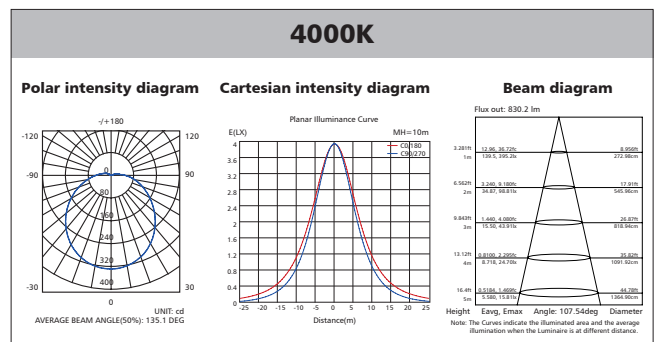 4000K
Polar intensity diagram
Cartesian intensity diagram
Beam diagram
-/+180
-120
120
-90
90
-30
30
0
0
80
160
240
320
400
UNIT: cd
AVERAGE BEAM ANGLE(50%): 135.1 DEG
Planar Illuminance Curve
E(LX)
MH=10m
C0/180
C90/270
4
3.6
3.2
2.8
2.4
2
1.6
1.2
0.8
0.4
0
-25 -20 -15 -10 -5 0 5 10 15 20 25
Distance(m)
Flux out: 830.2 lm
3.281ft 12.96, 36.72fc 8.956ft
1m 139.5, 395.2lx 272.98cm
6.562ft 3.240, 9.180fc 17.91ft
2m 34.87, 98.81lx 545.96cm
9.843ft 1.440, 4.080fc 26.87ft
3m 15.50, 43.91lx 818.94cm
13.12ft 0.8100, 2.295fc 35.82ft
4m 8.718, 24.70lx 1091.92cm
16.4ft 0.5184, 1.469fc 44.78ft
5m 5.580, 15.81lx 1364.90cm
Height Eavg, Emax Angle: 107.54deg Diameter
Note: The Curves indicate the illuminated area and the average
illumination when the Luminaire is at different distance.